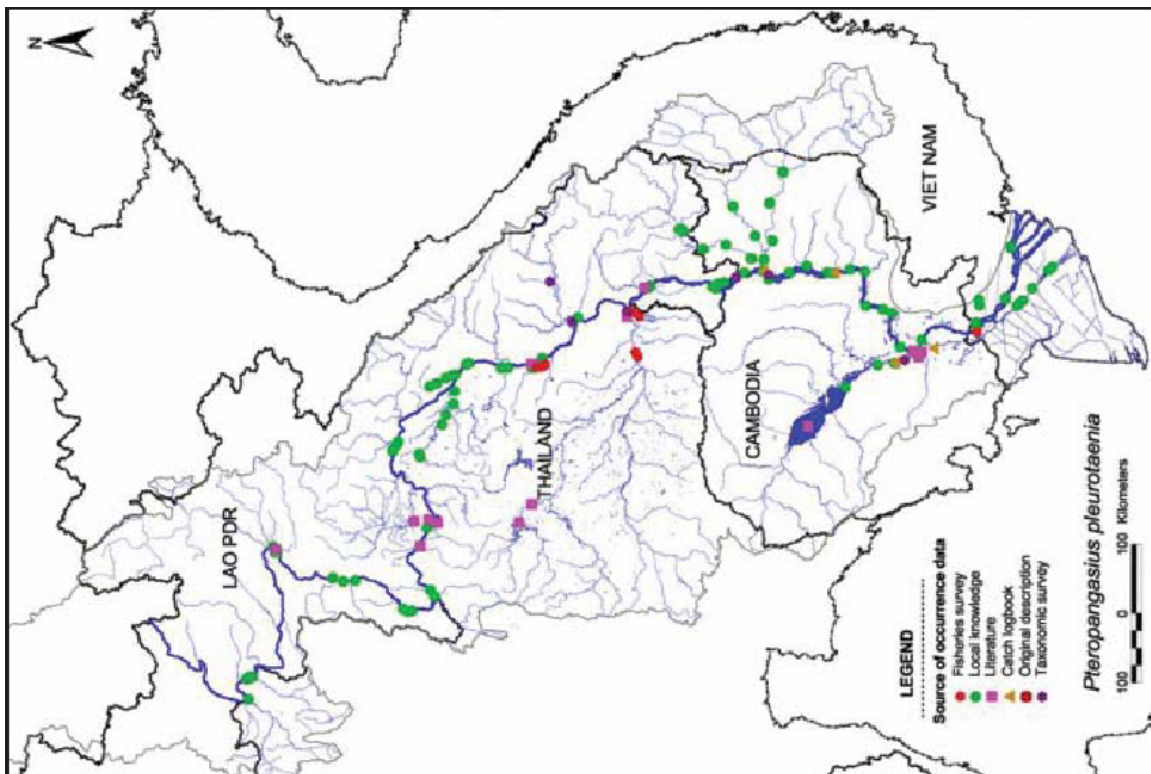 N
LAO PDR
THAILAND
CAMBODIA
VIET NAM
LEGEND
Source of occurrence data
Fisheries survey
Local knowledge
Literature
Catch logbook
Original description
Taxonomic survey
Pteropangasius pleurotaenia
100 0 100
Kilometers